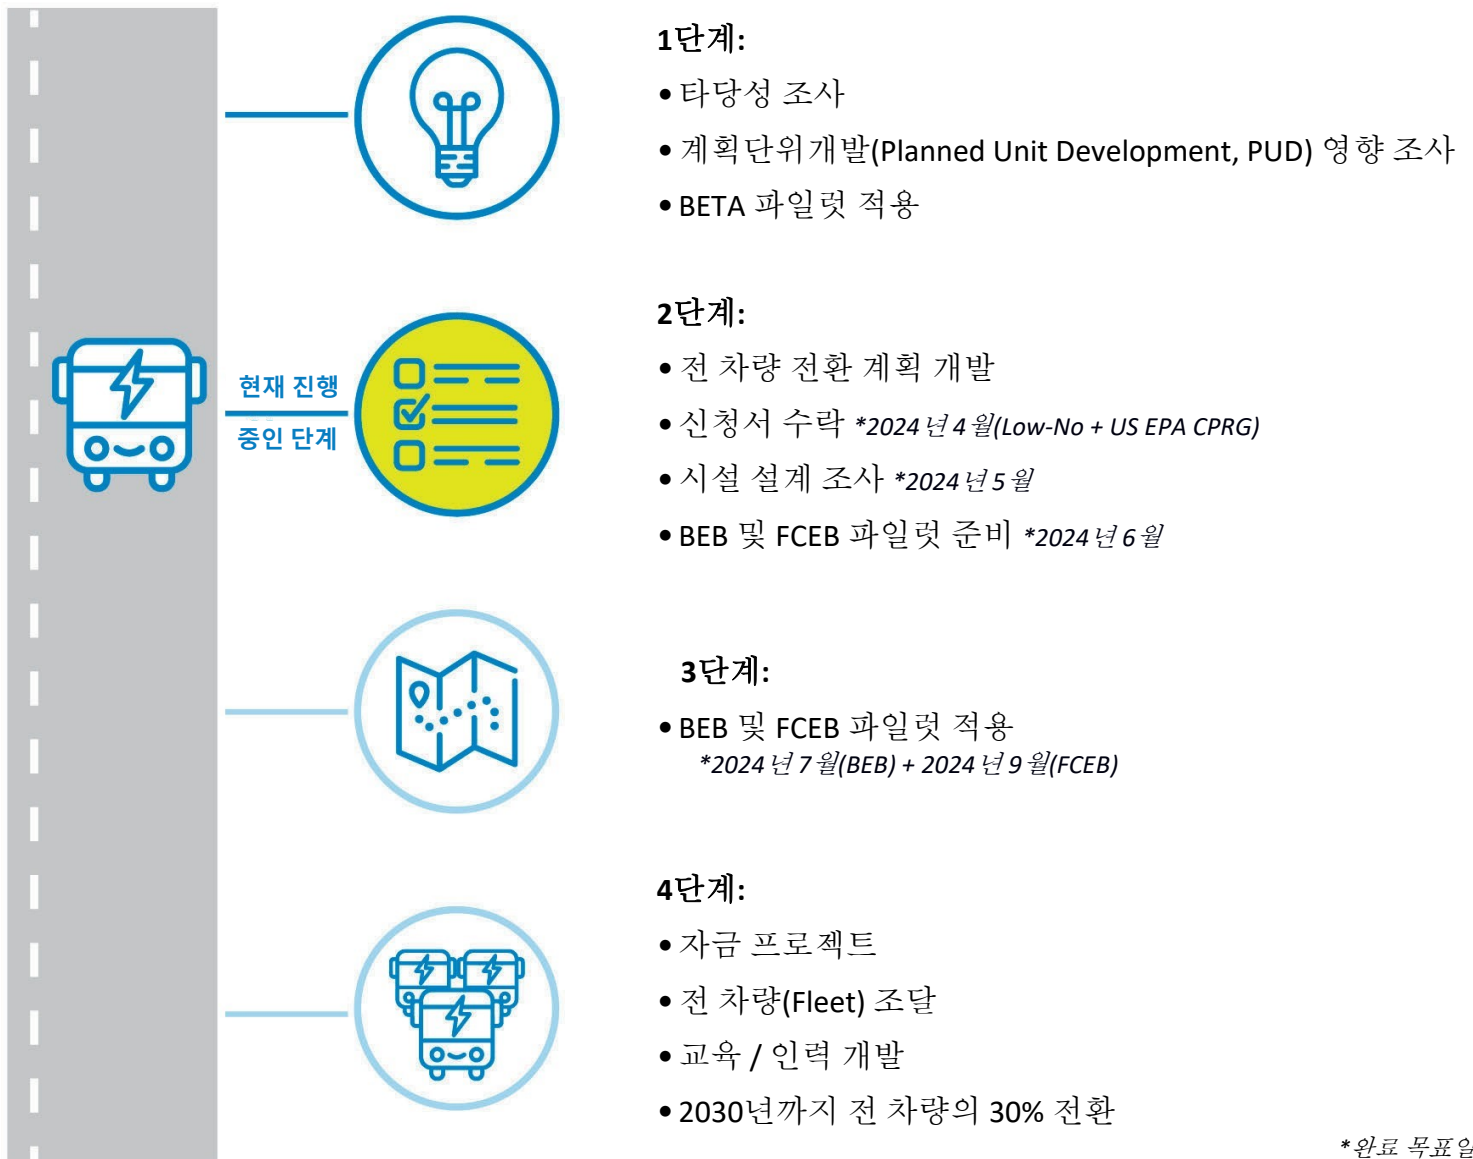 1단계:
• 타당성 조사
• 계획단위개발(Planned Unit Development, PUD) 영향 조사
• BETA 파일럿 적용
현재 진행
중인 단계
2단계:
• 전 차량 전환 계획 개발
• 신청서 수락 *2024년 4월(Low-No + US EPA CPRG)
• 시설 설계 조사 *2024년 5월
• BEB 및 FCEB 파일럿 준비 *2024년 6월
3단계:
• BEB 및 FCEB 파일럿 적용
*2024년 7월(BEB) + 2024년 9월(FCEB)
4단계:
• 자금 프로젝트
• 전 차량(Fleet) 조달
• 교육 / 인력 개발
• 2030년까지 전 차량의 30% 전환
*완료 목표일